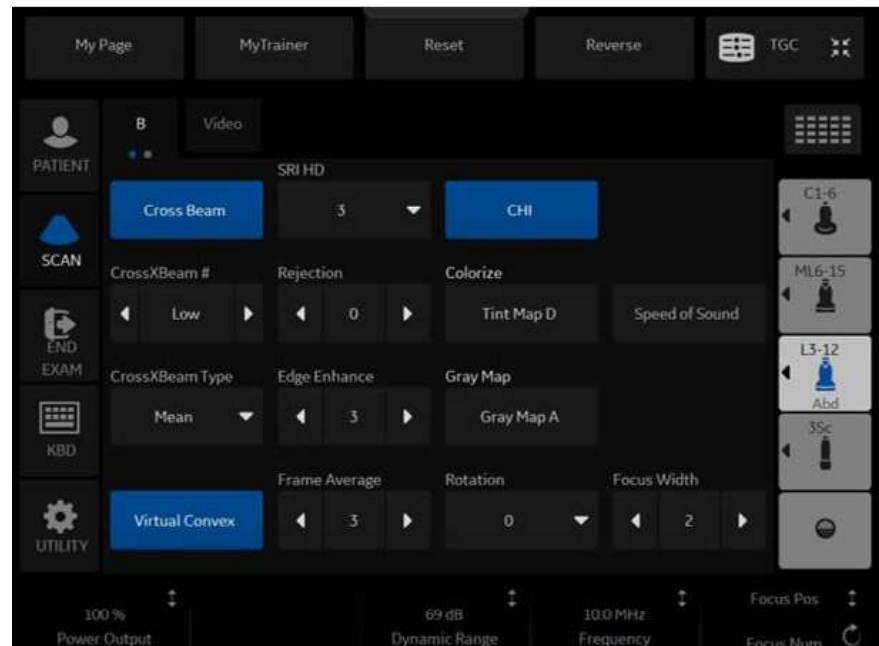 My Page
MyTrainer
Reset
Reverse
TGC
PATIENT
SCAN
END
EXAM
KBD
UTILITY
B
Video
SRI HD
Cross Beam
3
CHI
CrossXBeam #
Rejection
Colorize
Low
0
Tint Map D
Speed of Sound
CrossXBeam Type
Edge Enhance
Gray Map
Mean
3
Gray Map A
Frame Average
Rotation
Focus Width
Virtual Convex
3
0
2
C1-6
ML6-15
L3-12
Abd
3Sc
100 %
Power Output
69 dB
Dynamic Range
10.0 MHz
Frequency
Focus Pos
Focus Num